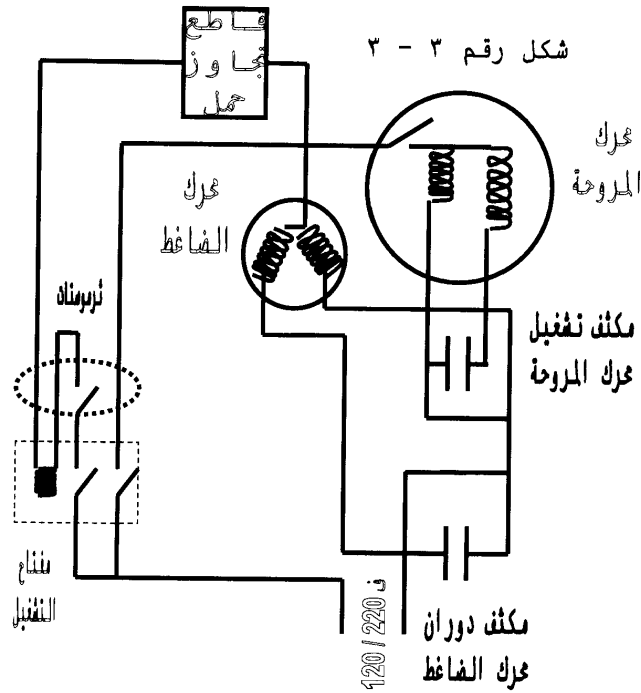 شكل رقم ٣ - ٣
قاطع
تجاوز
حمل
محرك
المروحة
محرك
الضاغط
ثرموستات
مكثف تشغيل
محرك المروحة
مفتاح
التشغيل
120 / 220 ف
مكثف دوران
محرك الضاغط